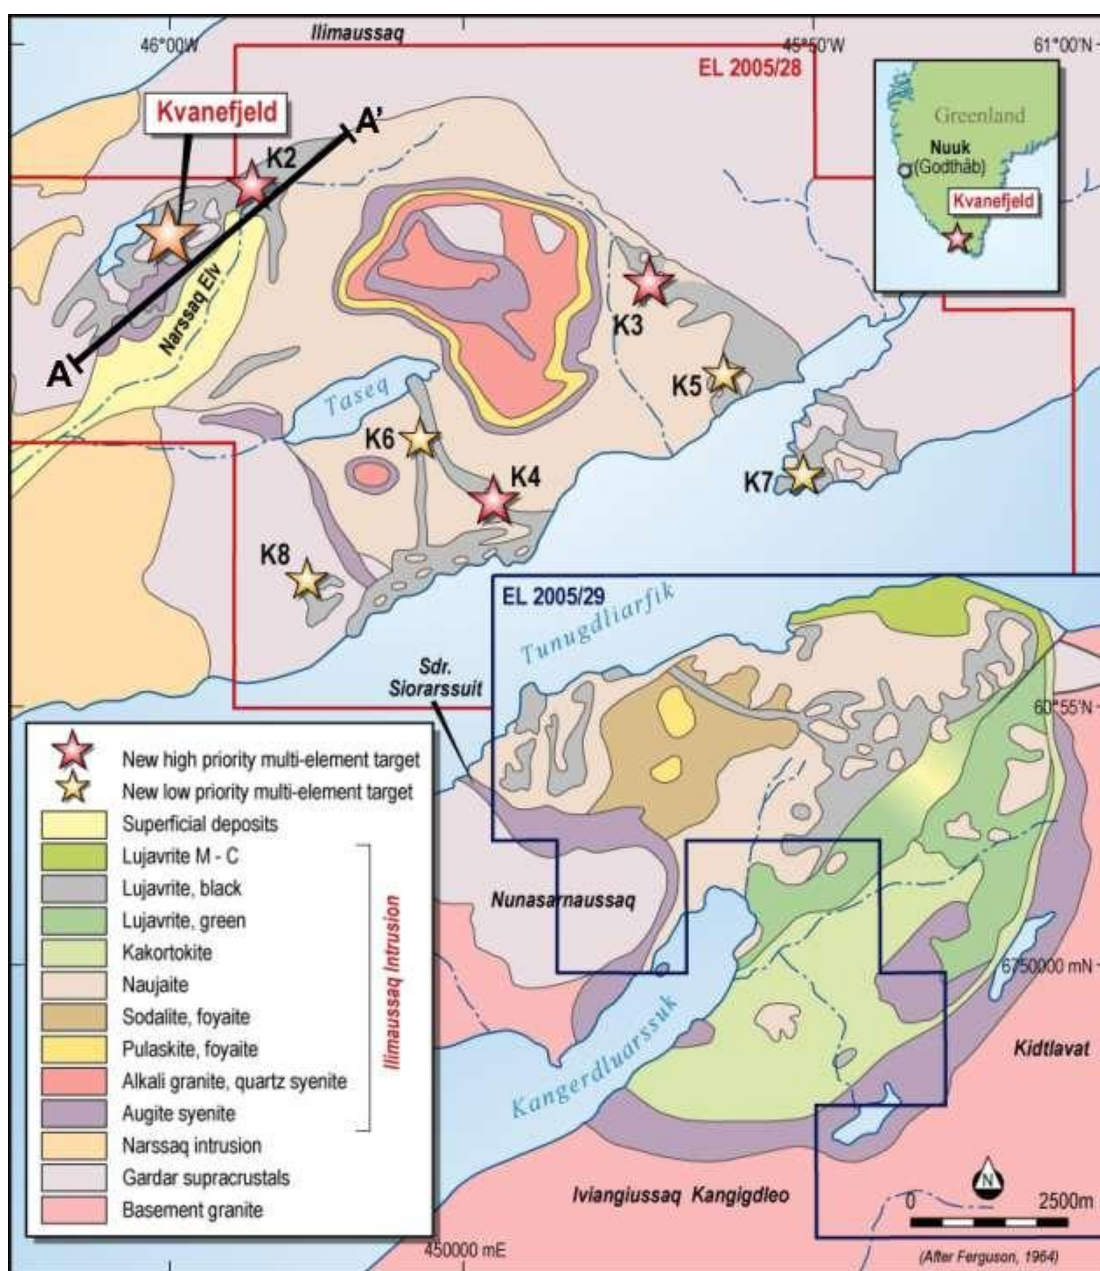 Ilimaussaq
46°00'W
45°50'W
61°00'N
EL 2005/28
Kvanefjeld
A'
K2
Greenland
Nuuk
(Godthåb)
Kvanefjeld
Narssaq Elv
K3
A
K5
Taseq
K6
K4
K7
K8
EL 2005/29
Tunugdliarfik
Sdr.
Siorarssuit
60°55'N
New high priority multi-element target
New low priority multi-element target
Superficial deposits
Lujavrite M - C
Lujavrite, black
Lujavrite, green
Kakortokite
Naujaite
Sodalite, foyaite
Pulaskite, foyaite
Alkali granite, quartz syenite
Augite syenite
Narssaq intrusion
Gardar supracrustals
Basement granite
Ilimaussaq Intrusion
Nunasarnaussaq
6750000 mN
Kangerdluarssuk
Kidtlavat
Iviangiussaq Kangigdleo
N
0 2500m
450000 mE
(After Ferguson, 1964)